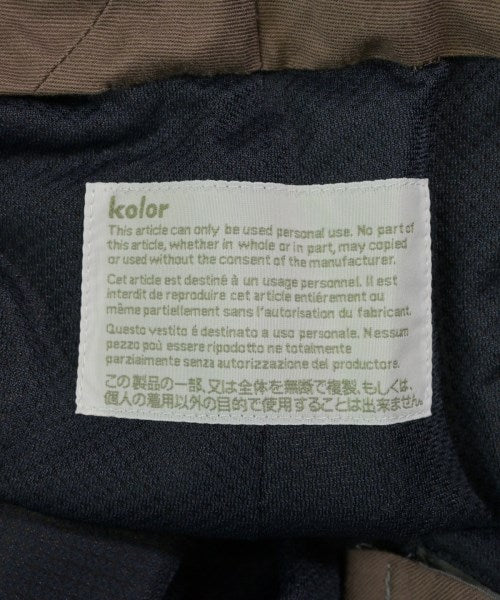 kolor
This article can only be used personal use. No part of
this article, whether in whole or in part, may copied
or used without the consent of the manufacturer.
Cet article est destiné à un usage personnel. Il est
interdit de reproduire cet article entiérement ou
même partiellement sans l'autorisation du fabricant.
Questo vestito é destinato a uso personale. Nessum
pezzo può essere ripodotto ne totalmente
parziaimente senza autorizzazione del productore.
この製品の一部、又は全体を無断で複製、もしくは、
個人の着用以外の目的で使用することは出来ません。